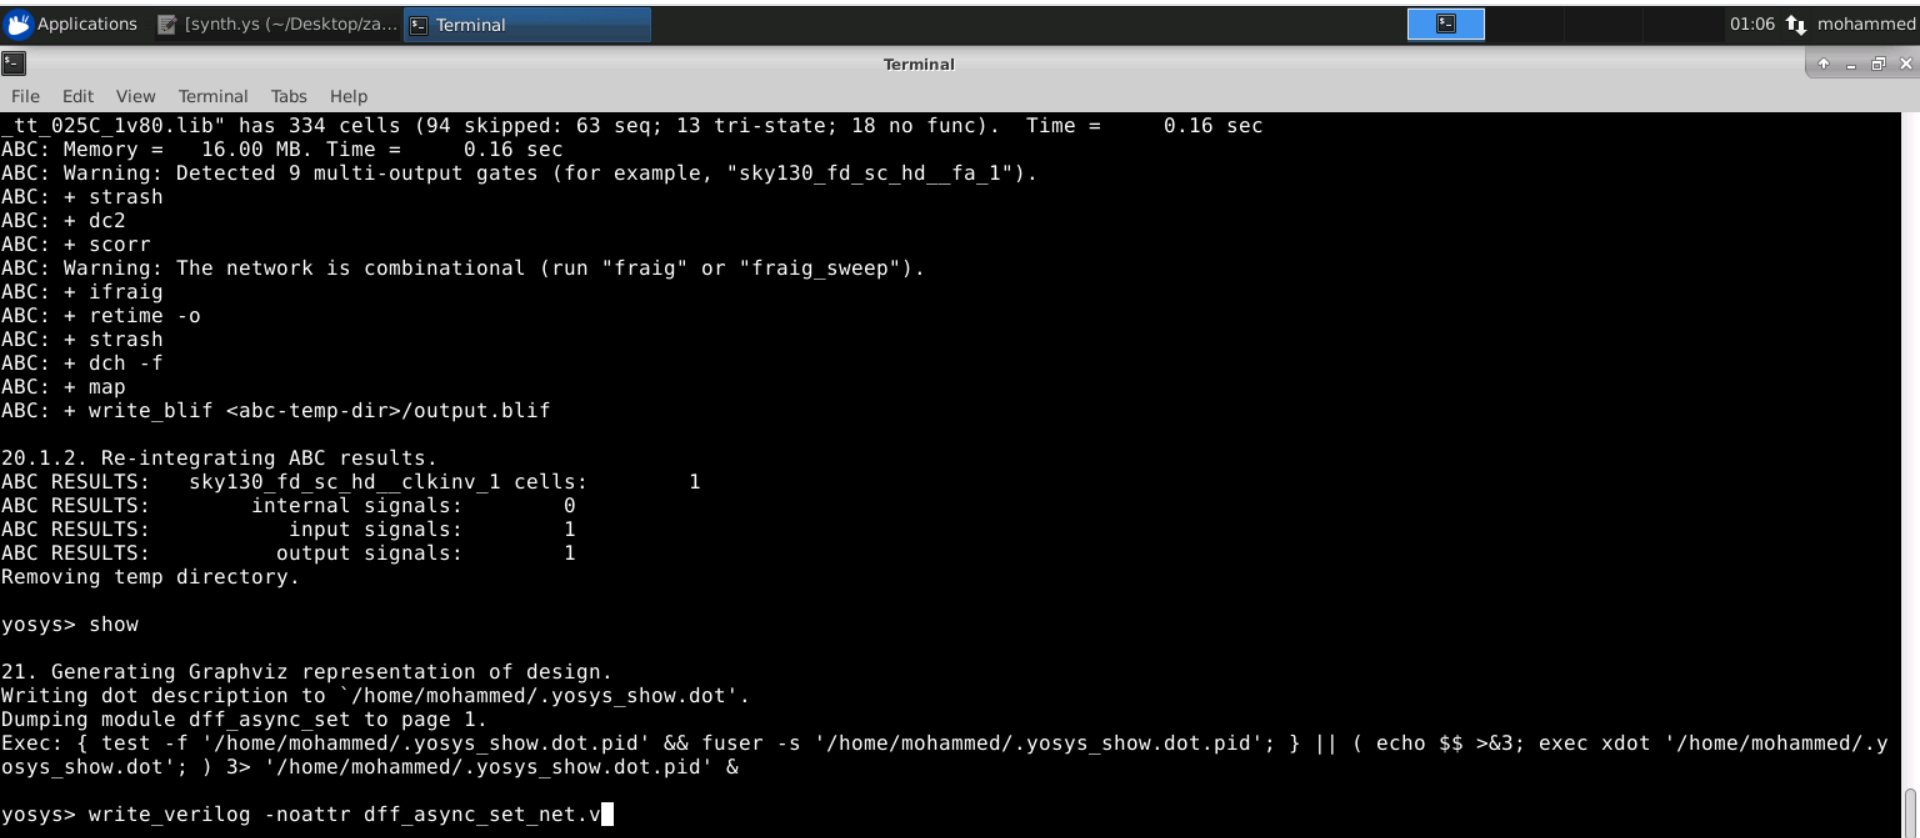 Applications [synth.ys (~/Desktop/za... Terminal 01:06 mohammed
Terminal
File Edit View Terminal Tabs Help
_tt_025C_1v80.lib" has 334 cells (94 skipped: 63 seq; 13 tri-state; 18 no func).  Time =     0.16 sec
ABC: Memory =   16.00 MB. Time =     0.16 sec
ABC: Warning: Detected 9 multi-output gates (for example, "sky130_fd_sc_hd__fa_1").
ABC: + strash
ABC: + dc2
ABC: + scorr
ABC: Warning: The network is combinational (run "fraig" or "fraig_sweep").
ABC: + ifraig
ABC: + retime -o
ABC: + strash
ABC: + dch -f
ABC: + map
ABC: + write_blif <abc-temp-dir>/output.blif
20.1.2. Re-integrating ABC results.
ABC RESULTS:   sky130_fd_sc_hd__clkinv_1 cells:        1
ABC RESULTS:        internal signals:        0
ABC RESULTS:           input signals:        1
ABC RESULTS:          output signals:        1
Removing temp directory.
yosys> show
21. Generating Graphviz representation of design.
Writing dot description to `/home/mohammed/.yosys_show.dot'.
Dumping module dff_async_set to page 1.
Exec: { test -f '/home/mohammed/.yosys_show.dot.pid' && fuser -s '/home/mohammed/.yosys_show.dot.pid'; } || ( echo $$ >&3; exec xdot '/home/mohammed/.y
osys_show.dot'; ) 3> '/home/mohammed/.yosys_show.dot.pid' &
yosys> write_verilog -noattr dff_async_set_net.v